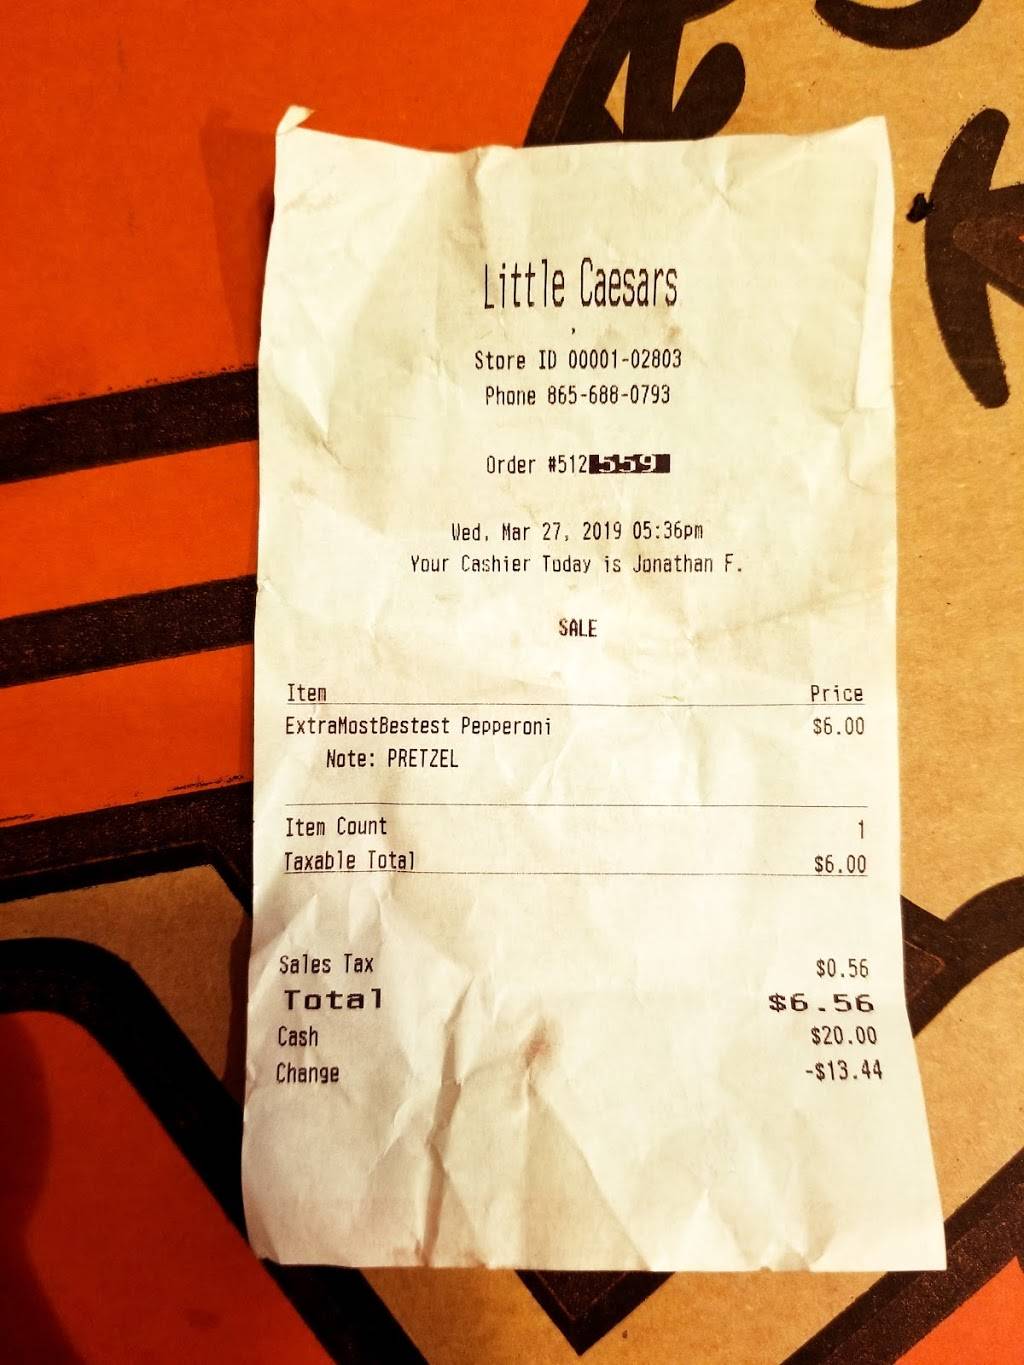 Little Caesars
,
Store ID 00001-02803
Phone 865-688-0793
Order #512559
Wed, Mar 27, 2019 05:36pm
Your Cashier Today is Jonathan F.
SALE
Item Price
ExtraMostBestest Pepperoni $6.00
Note: PRETZEL
Item Count 1
Taxable Total $6.00
Sales Tax $0.56
Total $6.56
Cash $20.00
Change -$13.44